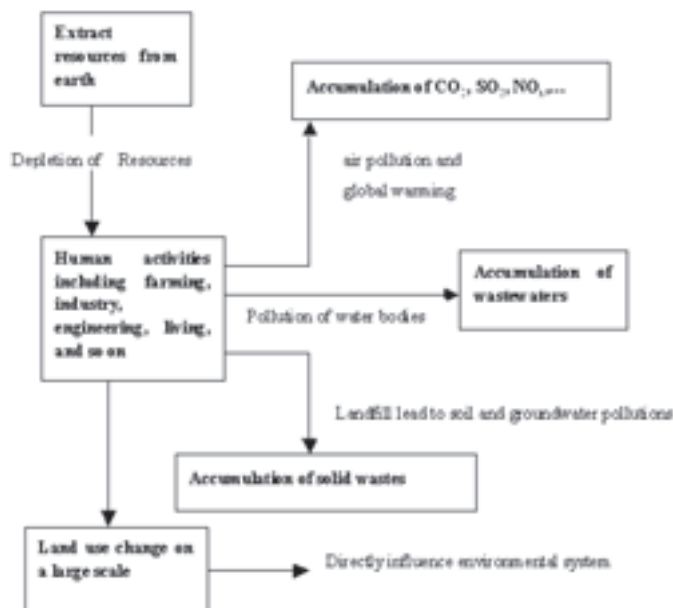 Extract
resources from
earth
Accumulation of CO₂, SO₂, NOₓ,...
Depletion of Resources
air pollution and
global warming
Human activities
including farming,
industry,
engineering, living,
and so on
Accumulation of
wastewaters
Pollution of water bodies
Landfill lead to soil and groundwater pollutions
Accumulation of solid wastes
Land use change on
a large scale
Directly influence environmental system